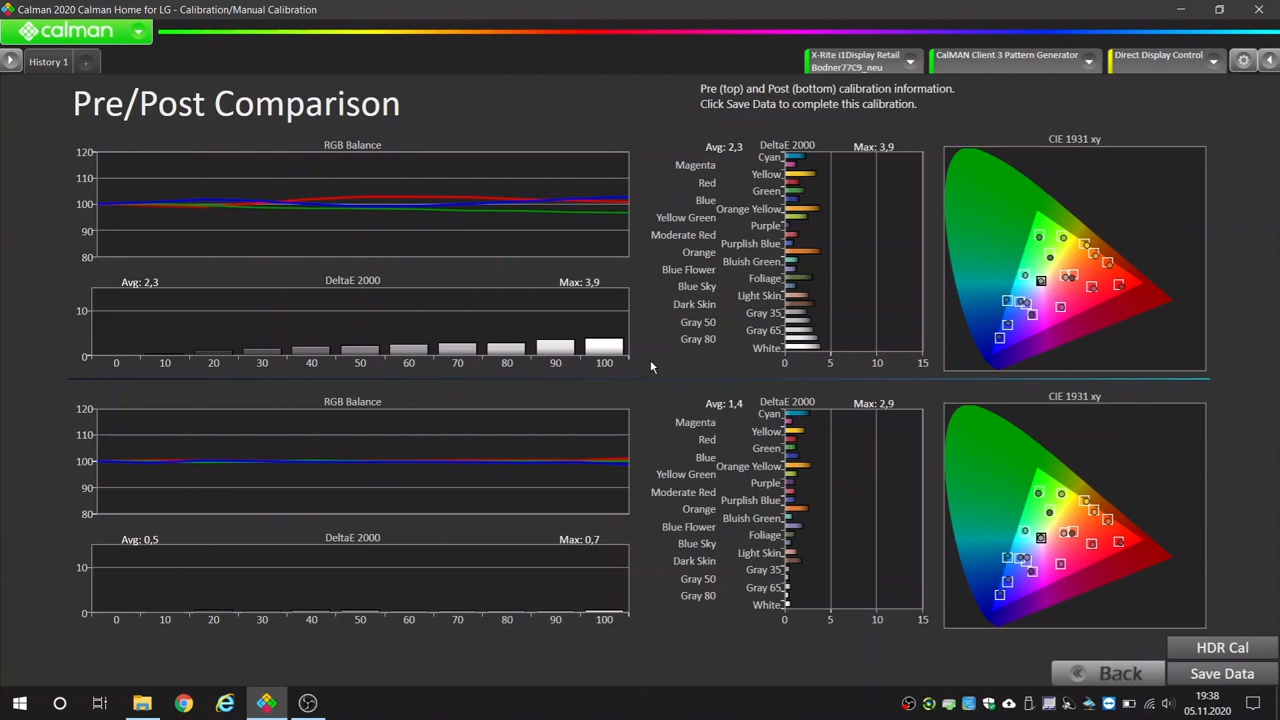 Calman 2020 Calman Home for LG - Calibration/Manual Calibration
calman
History 1
X-Rite i1Display Retail
Bodner77C9_neu
CalMAN Client 3 Pattern Generator
Direct Display Control
Pre/Post Comparison
Pre (top) and Post (bottom) calibration information.
Click Save Data to complete this calibration.
RGB Balance
120
110
100
90
80
Avg: 2,3
DeltaE 2000
Max: 3,9
10
0
0 10 20 30 40 50 60 70 80 90 100
Avg: 2,3
DeltaE 2000
Max: 3,9
Cyan
Magenta
Yellow
Red
Green
Blue
Orange Yellow
Yellow Green
Purple
Moderate Red
Purplish Blue
Orange
Bluish Green
Blue Flower
Foliage
Blue Sky
Light Skin
Dark Skin
Gray 35
Gray 50
Gray 65
Gray 80
White
0 5 10 15
CIE 1931 xy
RGB Balance
120
110
100
90
80
Avg: 0,5
DeltaE 2000
Max: 0,7
10
0
0 10 20 30 40 50 60 70 80 90 100
Avg: 1,4
DeltaE 2000
Max: 2,9
Cyan
Magenta
Yellow
Red
Green
Blue
Orange Yellow
Yellow Green
Purple
Moderate Red
Purplish Blue
Orange
Bluish Green
Blue Flower
Foliage
Blue Sky
Light Skin
Dark Skin
Gray 35
Gray 50
Gray 65
Gray 80
White
0 5 10 15
CIE 1931 xy
HDR Cal
Back
Save Data
19:38
05.11.2020